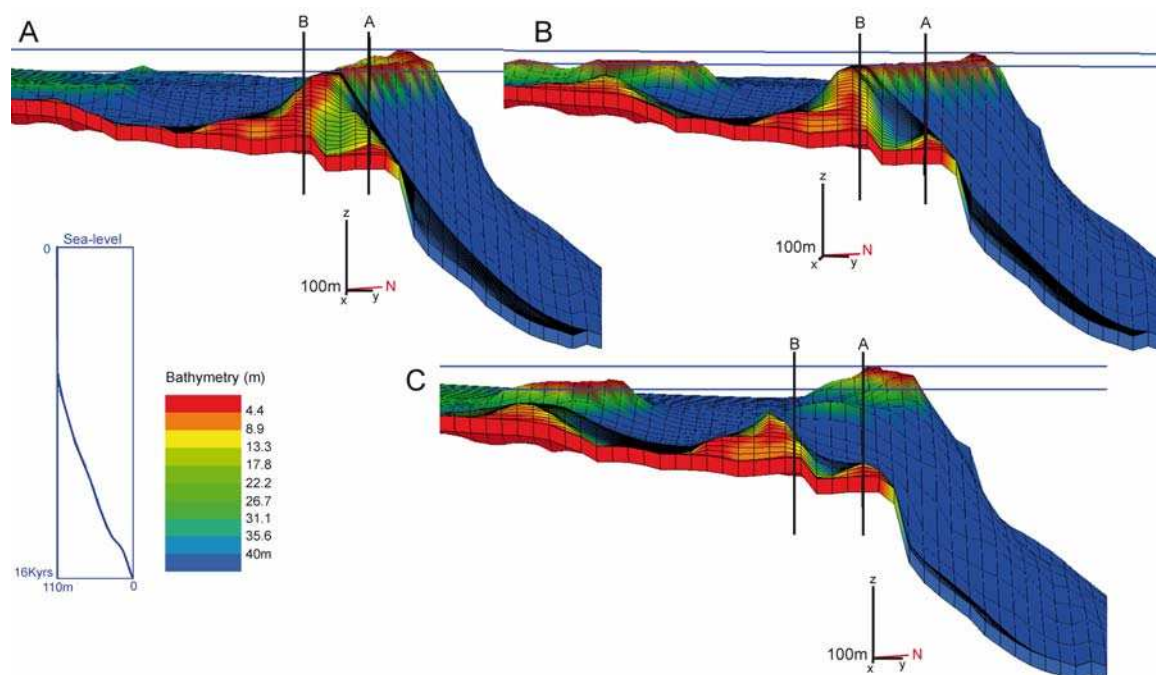 A
B
A
z
100m
N
x
y
B
B
A
z
100m
N
x
y
C
B
A
z
100m
N
x
y
Sea-level
0
16Kyrs
110m
0
Bathymetry (m)
4.4
8.9
13.3
17.8
22.2
26.7
31.1
35.6
40m